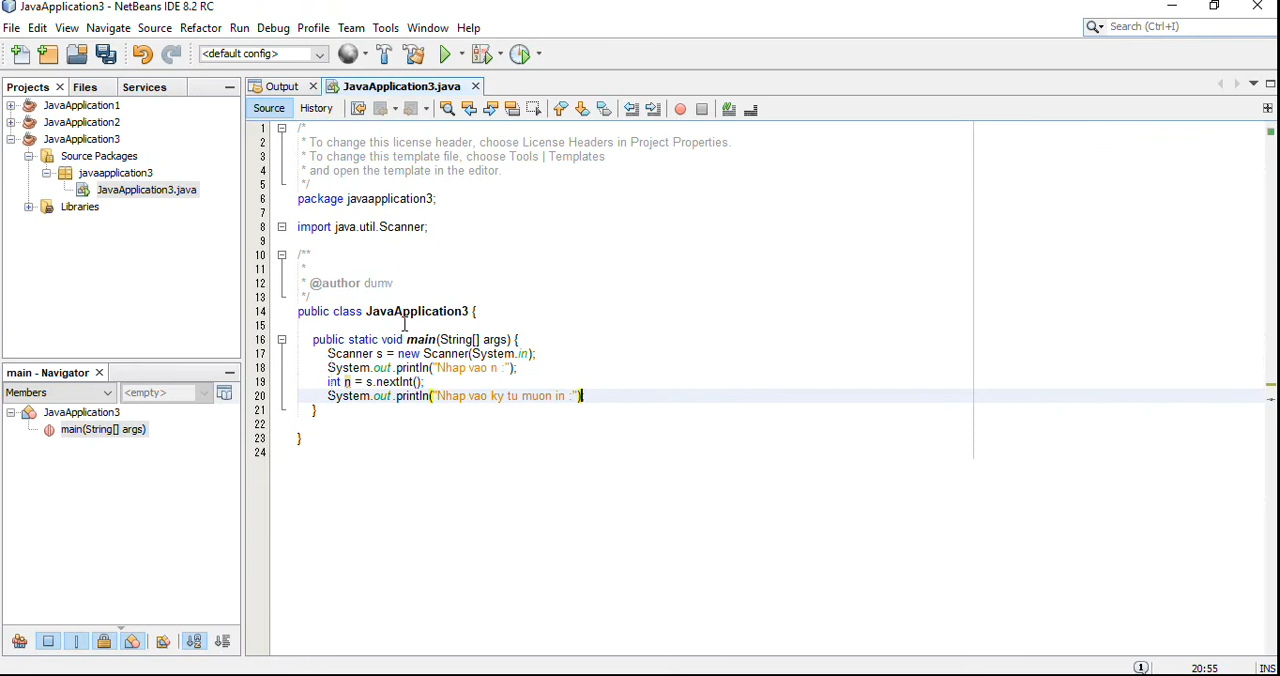 JavaApplication3 - NetBeans IDE 8.2 RC
File Edit View Navigate Source Refactor Run Debug Profile Team Tools Window Help
Search (Ctrl+I)
<default config>
Projects Files Services
Output JavaApplication3.java
JavaApplication1
JavaApplication2
JavaApplication3
Source Packages
javaapplication3
JavaApplication3.java
Libraries
Source History
1 /*
2 * To change this license header, choose License Headers in Project Properties.
3 * To change this template file, choose Tools | Templates
4 * and open the template in the editor.
5 */
6 package javaapplication3;
7
8 import java.util.Scanner;
9
10 /**
11 *
12 * @author dumv
13 */
14 public class JavaApplication3 {
15
16 public static void main(String[] args) {
17 Scanner s = new Scanner(System.in);
18 System.out.println("Nhap vao n :");
19 int n = s.nextInt();
20 System.out.println("Nhap vao ky tu muon in :")
21 }
22
23 }
24
main - Navigator
Members <empty>
JavaApplication3
main(String[] args)
1 20:55 INS